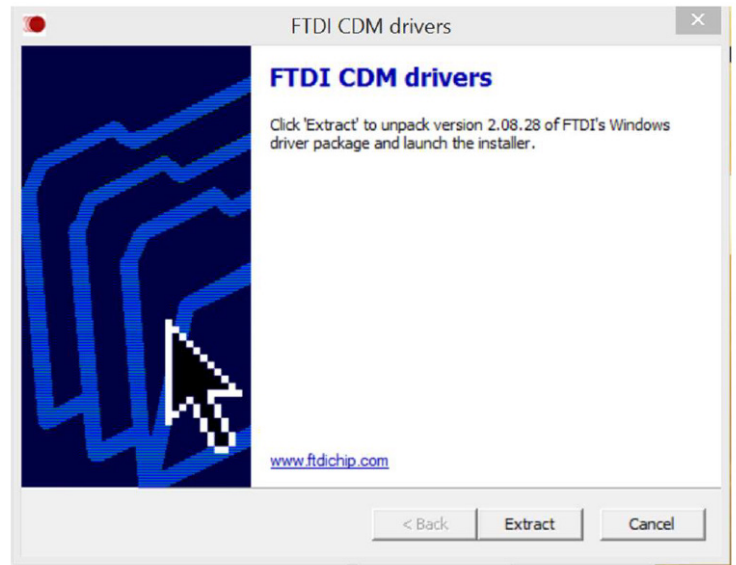 FTDI CDM drivers
FTDI CDM drivers
Click 'Extract' to unpack version 2.08.28 of FTDI's Windows
driver package and launch the installer.
www.ftdichip.com
< Back
Extract
Cancel